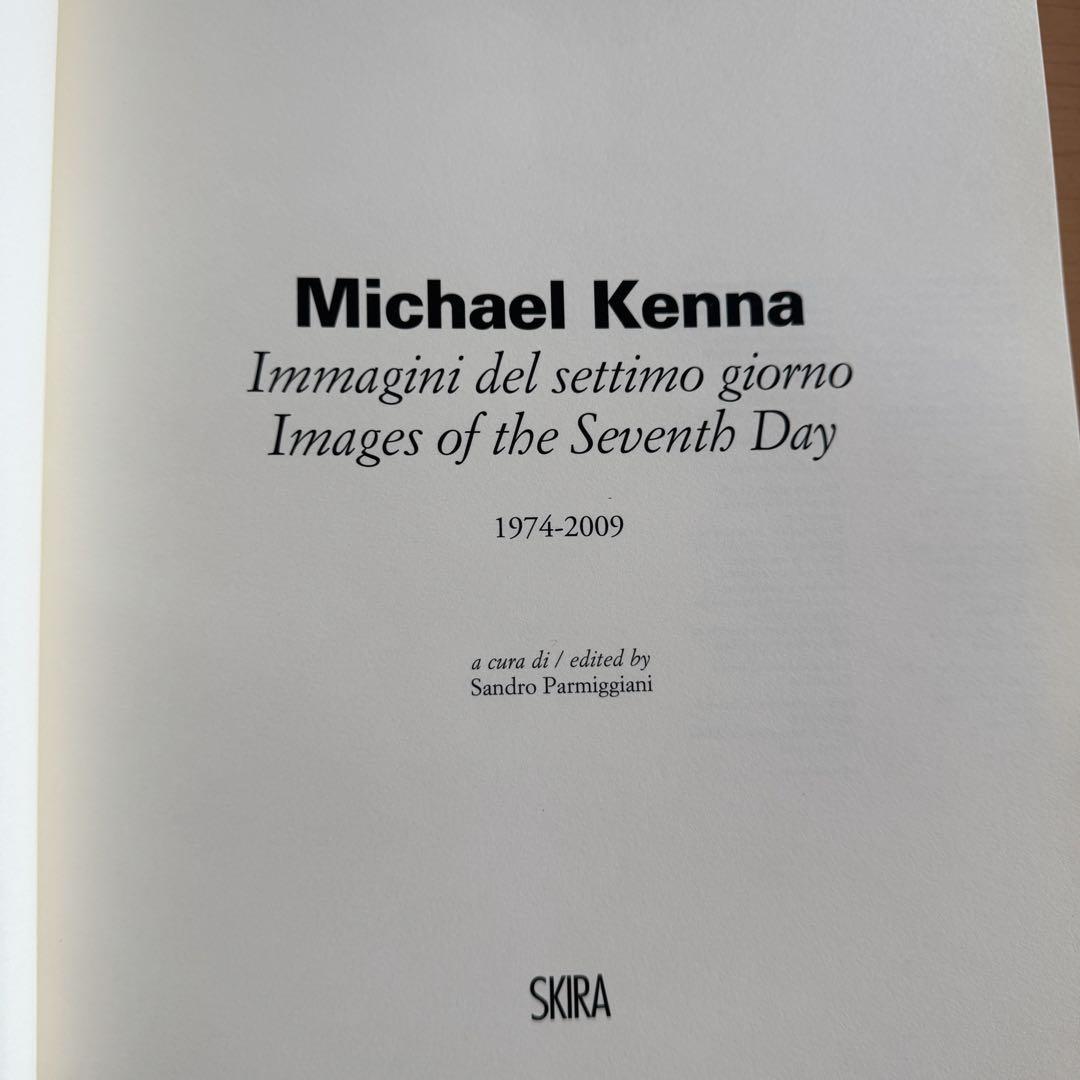 Michael Kenna
Immagini del settimo giorno
Images of the Seventh Day
1974-2009
a cura di / edited by
Sandro Parmiggiani
SKIRA